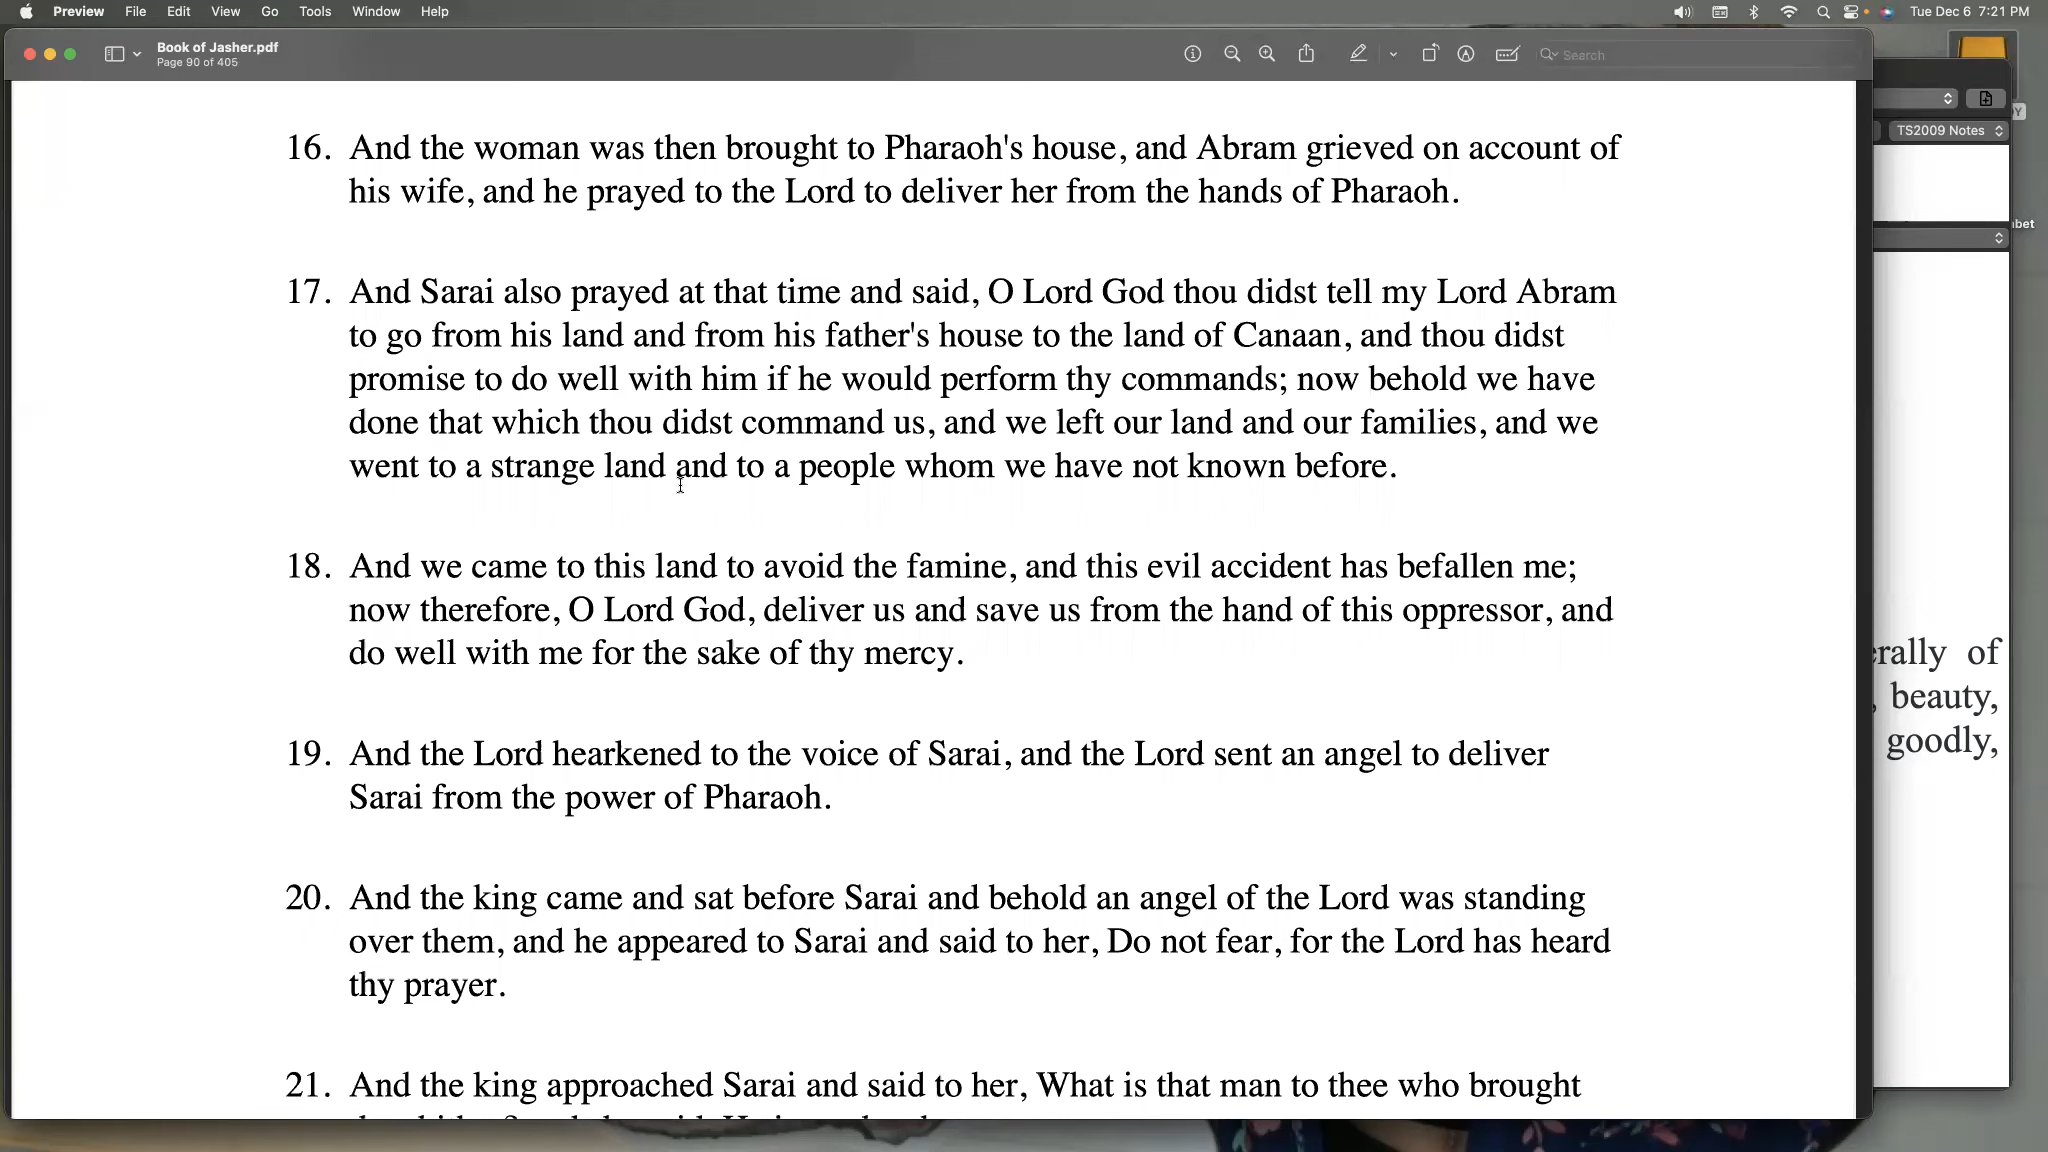 Preview File Edit View Go Tools Window Help
Tue Dec 6 7:21 PM
Book of Jasher.pdf
Page 90 of 405
Search
TS2009 Notes
16. And the woman was then brought to Pharaoh's house, and Abram grieved on account of
his wife, and he prayed to the Lord to deliver her from the hands of Pharaoh.
17. And Sarai also prayed at that time and said, O Lord God thou didst tell my Lord Abram
to go from his land and from his father's house to the land of Canaan, and thou didst
promise to do well with him if he would perform thy commands; now behold we have
done that which thou didst command us, and we left our land and our families, and we
went to a strange land and to a people whom we have not known before.
18. And we came to this land to avoid the famine, and this evil accident has befallen me;
now therefore, O Lord God, deliver us and save us from the hand of this oppressor, and
do well with me for the sake of thy mercy.
19. And the Lord hearkened to the voice of Sarai, and the Lord sent an angel to deliver
Sarai from the power of Pharaoh.
20. And the king came and sat before Sarai and behold an angel of the Lord was standing
over them, and he appeared to Sarai and said to her, Do not fear, for the Lord has heard
thy prayer.
21. And the king approached Sarai and said to her, What is that man to thee who brought
of
beauty,
goodly,